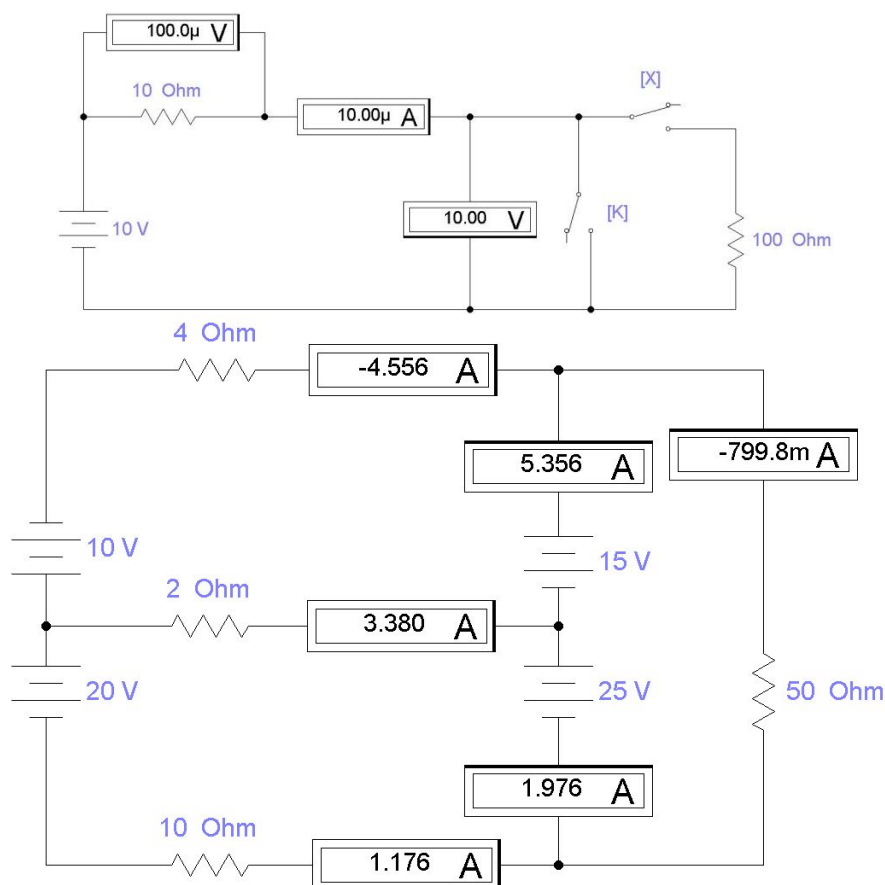 100.0µ V
10 Ohm
[X]
10.00µ A
10.00 V
[K]
10 V
100 Ohm
4 Ohm
-4.556 A
5.356 A
-799.8m A
10 V
15 V
2 Ohm
3.380 A
20 V
25 V
50 Ohm
1.976 A
10 Ohm
1.176 A